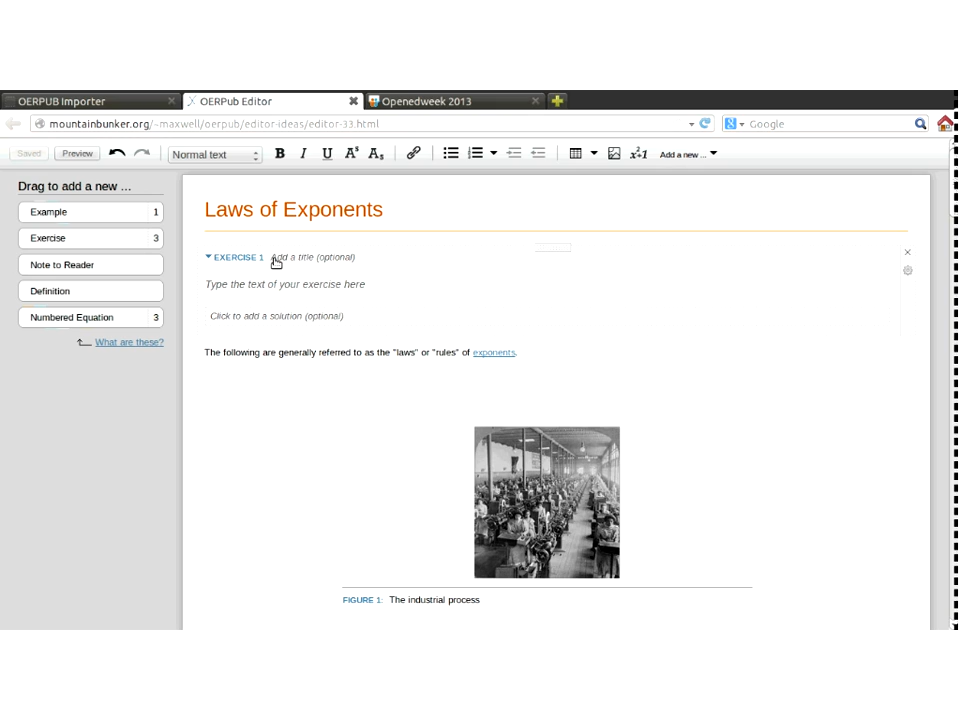 OERPUB Importer OERPub Editor Openedweek 2013
mountainbunker.org/~maxwell/oerpub/editor-ideas/editor-33.html Google
Saved Preview Normal text B I U Aˢ Aₛ x²+1 Add a new ...
Drag to add a new ...
Example 1
Exercise 3
Note to Reader
Definition
Numbered Equation 3
What are these?
Laws of Exponents
EXERCISE 1 Add a title (optional)
Type the text of your exercise here
Click to add a solution (optional)
The following are generally referred to as the "laws" or "rules" of exponents.
FIGURE 1: The industrial process